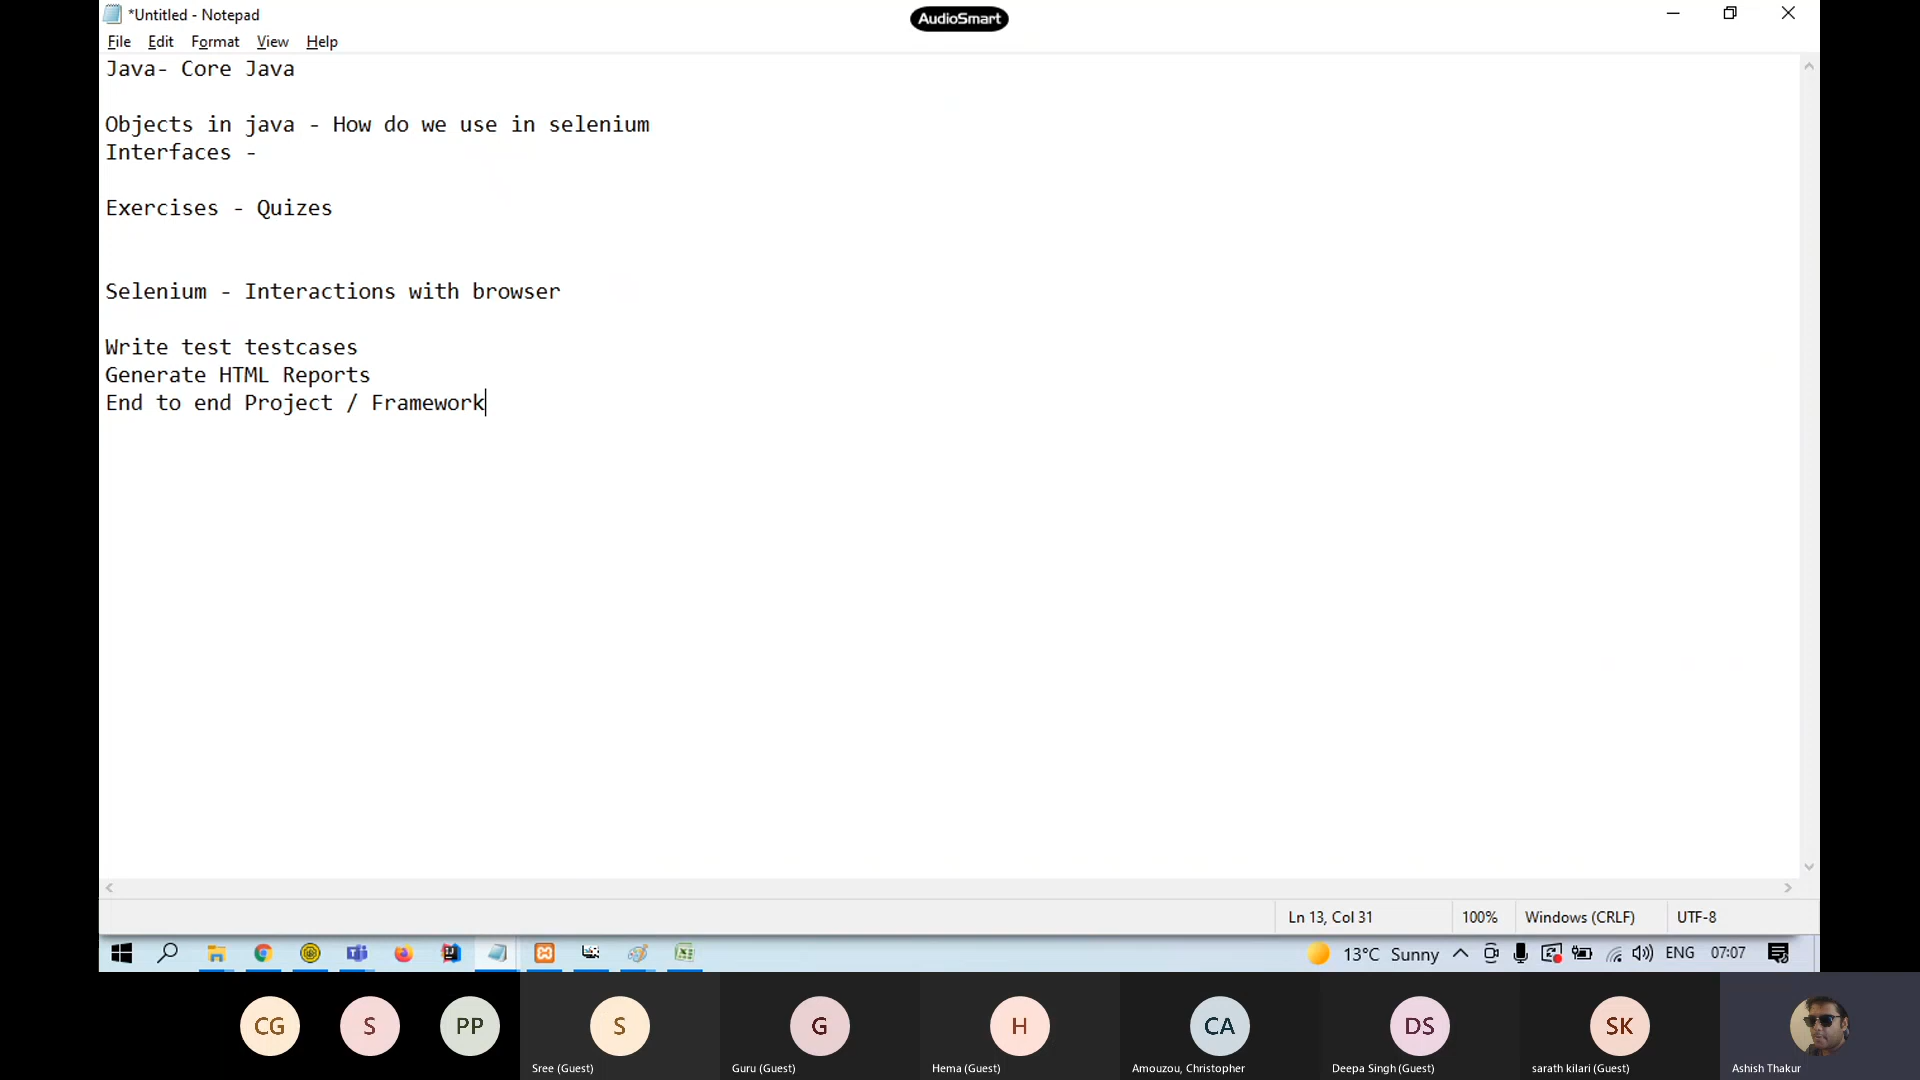 *Untitled - Notepad
AudioSmart
File Edit Format View Help
Java- Core Java
Objects in java - How do we use in selenium
Interfaces -
Exercises - Quizes
Selenium - Interactions with browser
Write test testcases
Generate HTML Reports
End to end Project / Framework
Ln 13, Col 31 100% Windows (CRLF) UTF-8
13°C Sunny ENG 07:07
CG S PP S G H CA DS SK
Sree (Guest) Guru (Guest) Hema (Guest) Amouzou, Christopher Deepa Singh (Guest) sarath kilari (Guest) Ashish Thakur